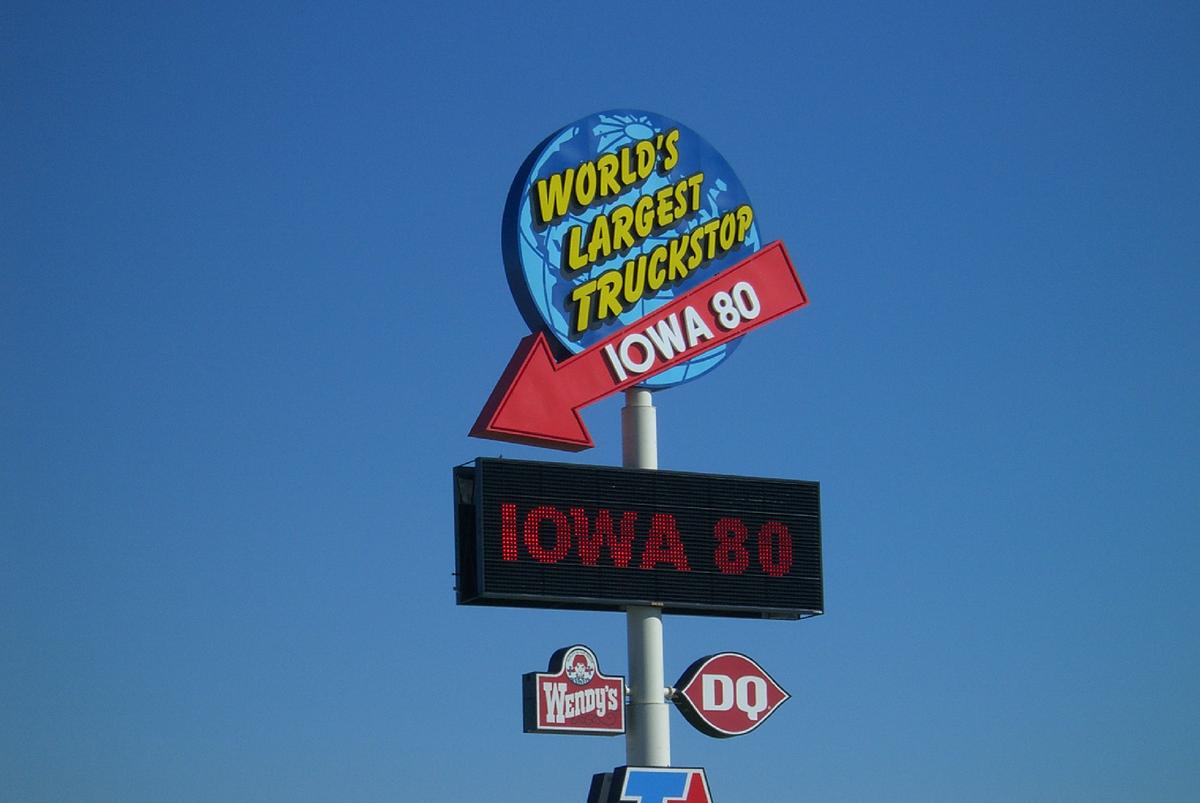 WORLD'S
LARGEST
TRUCKSTOP
IOWA 80
IOWA 80
WENDY'S
DQ
T